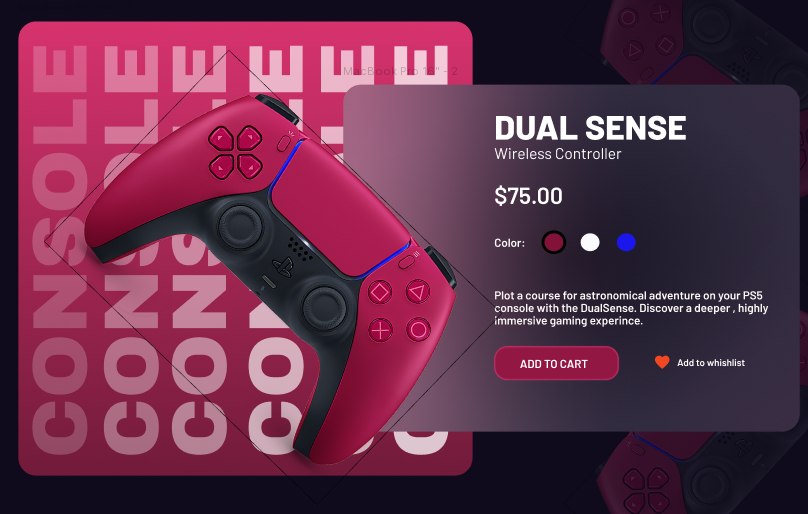 CONSOLE
CONSOLE
CONSOLE
CONSOLE
CONSOLE
CONSOLE
MacBook Pro 16" - 2
DUAL SENSE
Wireless Controller
$75.00
Color:
Plot a course for astronomical adventure on your PS5
console with the DualSense. Discover a deeper , highly
immersive gaming experince.
ADD TO CART
Add to whishlist